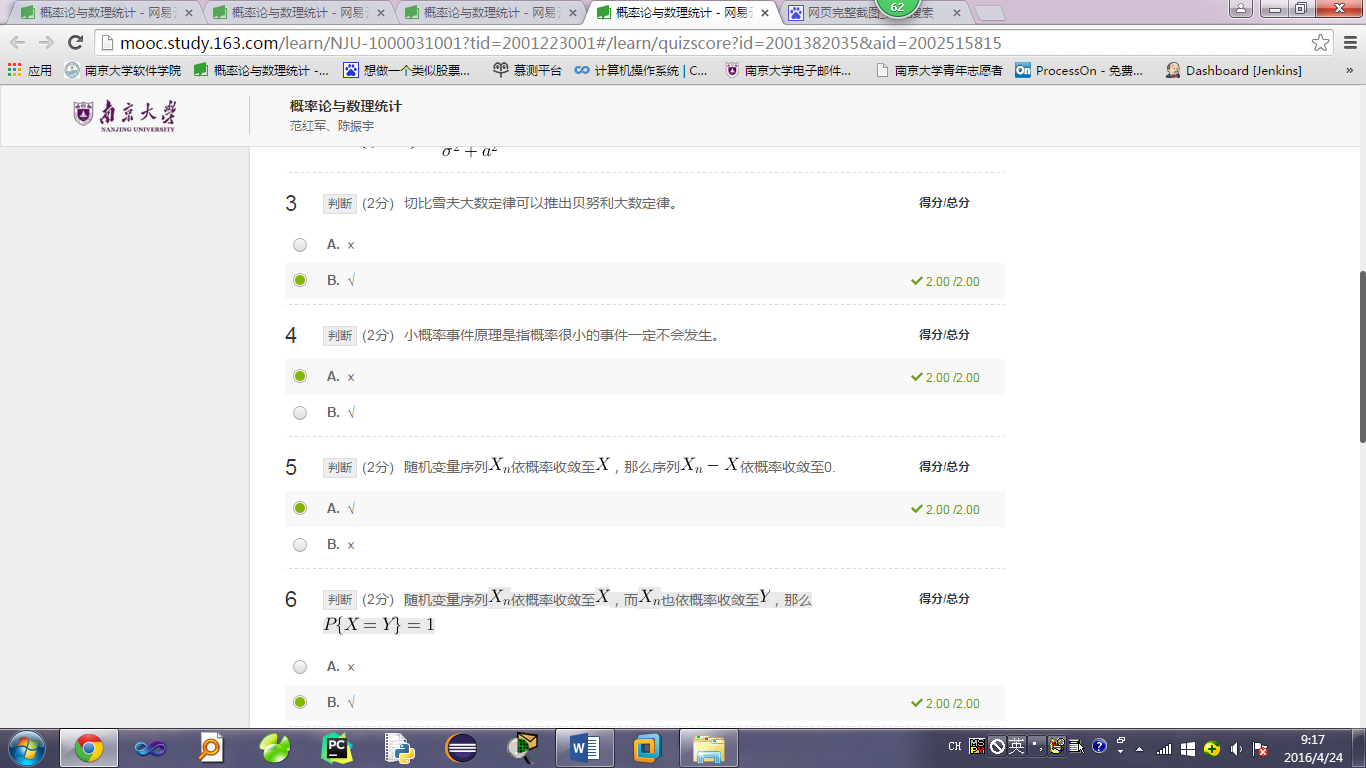 概率论与数理统计 - 网易
概率论与数理统计 - 网易
概率论与数理统计 - 网易
概率论与数理统计 - 网易
62
搜索
mooc.study.163.com/learn/NJU-1000031001?tid=2001223001#/learn/quizscore?id=2001382035&aid=2002515815
应用 南京大学软件学院 概率论与数理统计 -... 想做一个类似股票... 慕测平台 计算机操作系统 | C... 南京大学电子邮件... 南京大学青年志愿者 ProcessOn - 免费... Dashboard [Jenkins] »
南京大学
NANJING UNIVERSITY
概率论与数理统计
范红军、陈振宇
σ² + a²
3 判断 (2分) 切比雪夫大数定律可以推出贝努利大数定律。 得分/总分
A. ×
B. √ 2.00 /2.00
4 判断 (2分) 小概率事件原理是指概率很小的事件一定不会发生。 得分/总分
A. × 2.00 /2.00
B. √
5 判断 (2分) 随机变量序列Xₙ依概率收敛至X，那么序列Xₙ − X依概率收敛至0. 得分/总分
A. √ 2.00 /2.00
B. ×
6 判断 (2分) 随机变量序列Xₙ依概率收敛至X，而Xₙ也依概率收敛至Y，那么 得分/总分
P{X = Y} = 1
A. ×
B. √ 2.00 /2.00
CH 英 9:17
2016/4/24